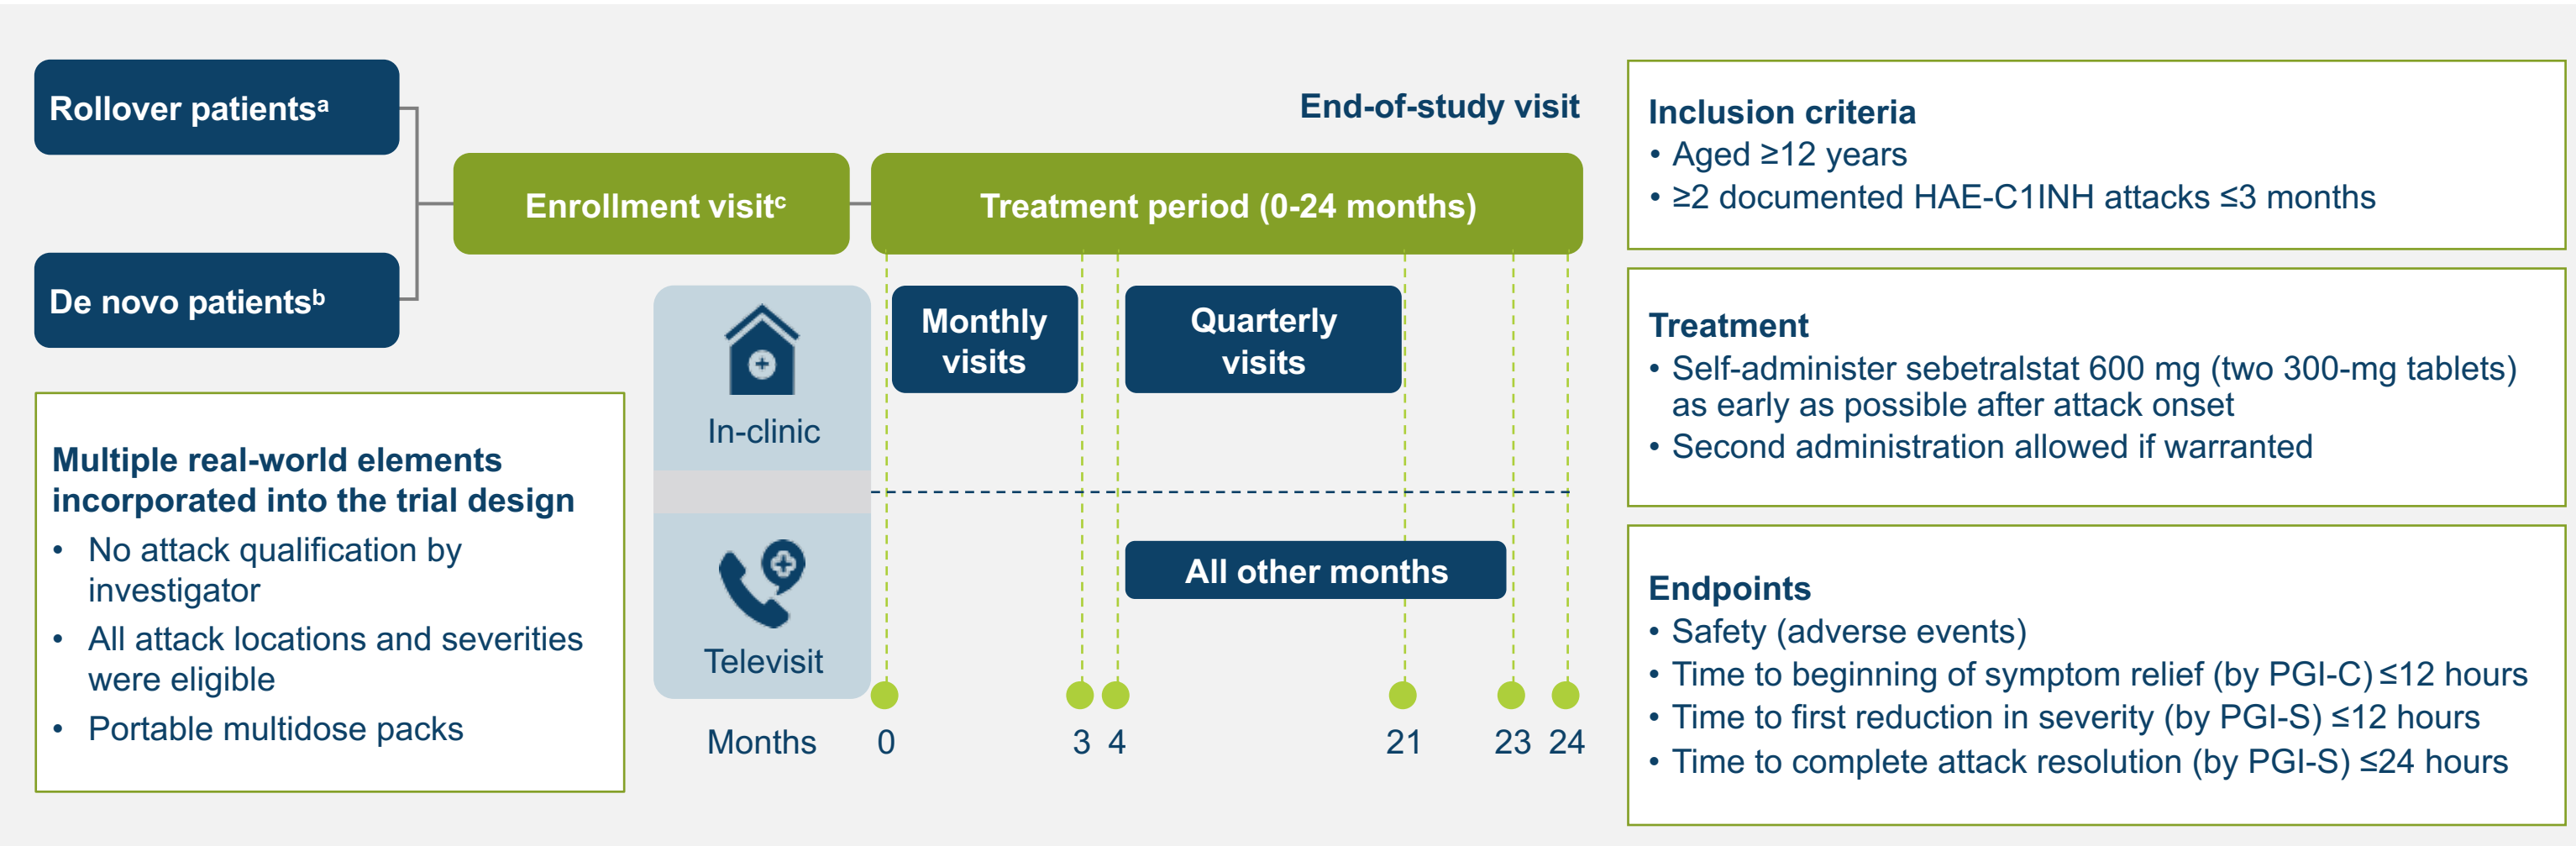 Rollover patientsᵃ
De novo patientsᵇ
Enrollment visitᶜ
End-of-study visit
Treatment period (0-24 months)
Multiple real-world elements
incorporated into the trial design
• No attack qualification by
investigator
• All attack locations and severities
were eligible
• Portable multidose packs
In-clinic
Televisit
Monthly
visits
Quarterly
visits
All other months
Months 0 3 4 21 23 24
Inclusion criteria
• Aged ≥12 years
• ≥2 documented HAE-C1INH attacks ≤3 months
Treatment
• Self-administer sebetralstat 600 mg (two 300-mg tablets)
as early as possible after attack onset
• Second administration allowed if warranted
Endpoints
• Safety (adverse events)
• Time to beginning of symptom relief (by PGI-C) ≤12 hours
• Time to first reduction in severity (by PGI-S) ≤12 hours
• Time to complete attack resolution (by PGI-S) ≤24 hours